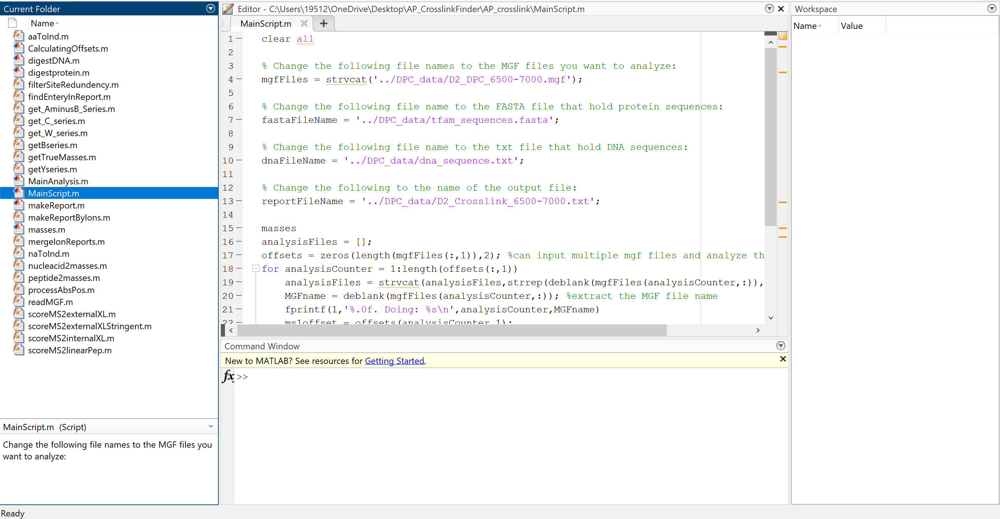 Current Folder
Name
aaToInd.m
CalculatingOffsets.m
digestDNA.m
digestprotein.m
filterSiteRedundency.m
findEnteryInReport.m
get_AminusB_Series.m
get_C_series.m
get_W_series.m
getBseries.m
getTrueMasses.m
getYseries.m
MainAnalysis.m
MainScript.m
makeReport.m
makeReportByIons.m
masses.m
mergeIonReports.m
naToInd.m
nucleacid2masses.m
peptide2masses.m
processAbsPos.m
readMGF.m
scoreMS2externalXL.m
scoreMS2externalXLStringent.m
scoreMS2internalXL.m
scoreMS2linearPep.m
MainScript.m (Script)
Change the following file names to the MGF files you
want to analyze:
Ready
Editor - C:\Users\19512\OneDrive\Desktop\AP_CrosslinkFinder\AP_crosslink\MainScript.m
MainScript.m
1 clear all
2
3 % Change the following file names to the MGF files you want to analyze:
4 mgfFiles = strvcat('../DPC_data/D2_DPC_6500-7000.mgf');
5
6 % Change the following file name to the FASTA file that hold protein sequences:
7 fastaFileName = '../DPC_data/tfam_sequences.fasta';
8
9 % Change the following file name to the txt file that hold DNA sequences:
10 dnaFileName = '../DPC_data/dna_sequence.txt';
11
12 % Change the following to the name of the output file:
13 reportFileName = '../DPC_data/D2_Crosslink_6500-7000.txt';
14
15 masses
16 analysisFiles = [];
17 offsets = zeros(length(mgfFiles(:,1)),2); %can input multiple mgf files and analyze th
18 for analysisCounter = 1:length(offsets(:,1))
19 analysisFiles = strvcat(analysisFiles,strrep(deblank(mgfFiles(analysisCounter,:)),
20 MGFname = deblank(mgfFiles(analysisCounter,:)); %extract the MGF file name
21 fprintf(1,'%.0f. Doing: %s\n',analysisCounter,MGFname)
22 ms1offset = offsets(analysisCounter,1);
Command Window
New to MATLAB? See resources for Getting Started.
fx >>
Workspace
Name Value